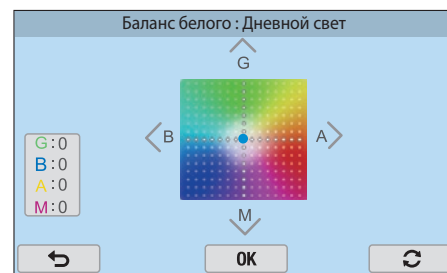 Баланс белого : Дневной свет
G
B
A
G:0
B:0
A:0
M:0
M
OK